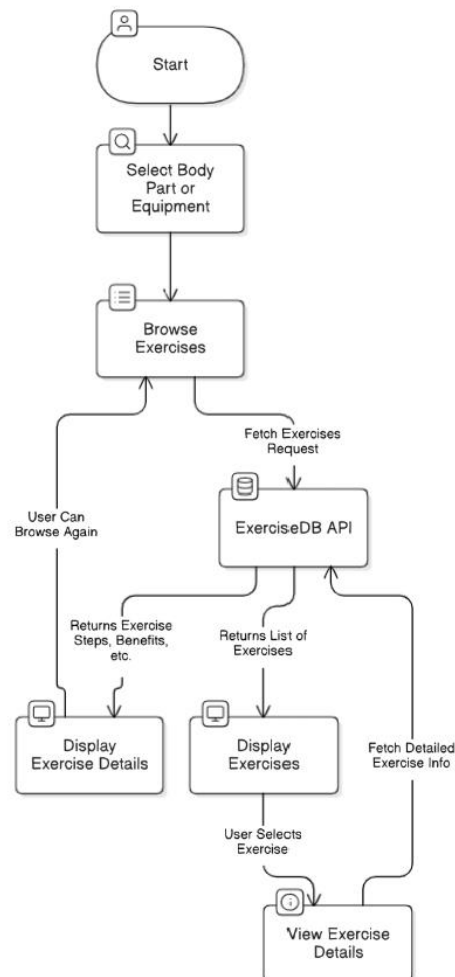 Start
Select Body
Part or
Equipment
Browse
Exercises
Fetch Exercises
Request
ExerciseDB API
User Can
Browse Again
Returns Exercise
Steps, Benefits,
etc.
Returns List of
Exercises
Display
Exercise Details
Display
Exercises
Fetch Detailed
Exercise Info
User Selects
Exercise
View Exercise
Details